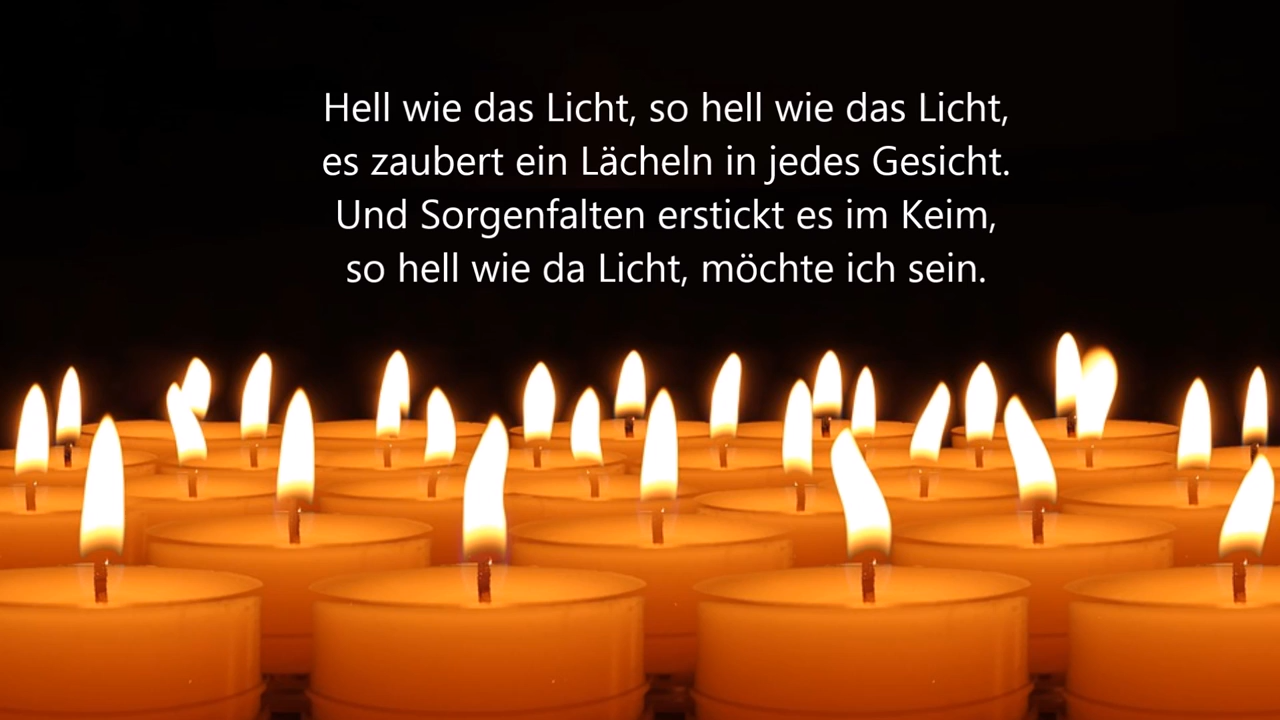 Hell wie das Licht, so hell wie das Licht,
es zaubert ein Lächeln in jedes Gesicht.
Und Sorgenfalten erstickt es im Keim,
so hell wie da Licht, möchte ich sein.